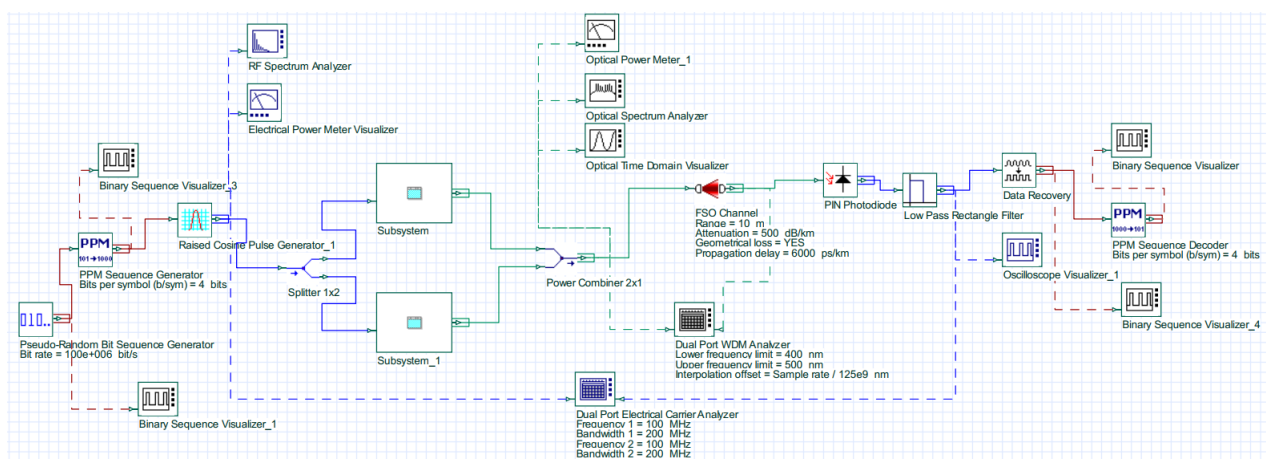 RF Spectrum Analyzer
Electrical Power Meter Visualizer
Binary Sequence Visualizer_3
PPM
101→1000
PPM Sequence Generator
Bits per symbol (b/sym) = 4  bits
Raised Cosine Pulse Generator_1
Splitter 1x2
010..
Pseudo-Random Bit Sequence Generator
Bit rate = 100e+006  bit/s
Binary Sequence Visualizer_1
Subsystem
Subsystem_1
Optical Power Meter_1
Optical Spectrum Analyzer
Optical Time Domain Visualizer
Power Combiner 2x1
FSO Channel
Range = 10  m
Attenuation = 500  dB/km
Geometrical loss = YES
Propagation delay = 6000  ps/km
Dual Port WDM Analyzer
Lower frequency limit = 400  nm
Upper frequency limit = 500  nm
Interpolation offset = Sample rate / 125e9  nm
Dual Port Electrical Carrier Analyzer
Frequency 1 = 100  MHz
Bandwidth 1 = 200  MHz
Frequency 2 = 100  MHz
Bandwidth 2 = 200  MHz
PIN Photodiode
Low Pass Rectangle Filter
Data Recovery
Binary Sequence Visualizer
PPM
1000→101
PPM Sequence Decoder
Bits per symbol (b/sym) = 4  bits
Oscilloscope Visualizer_1
Binary Sequence Visualizer_4